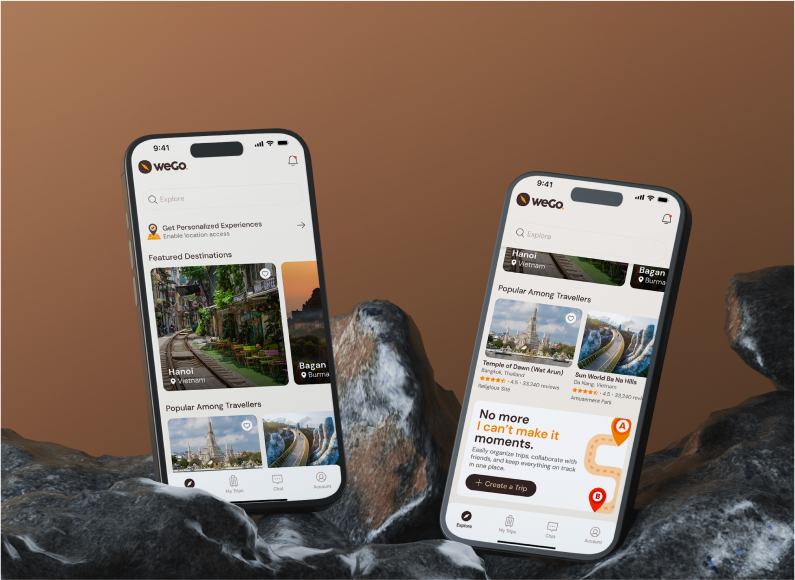 9:41
weGo.
Explore
Get Personalized Experiences
Enable location access
Featured Destinations
Hanoi
Vietnam
Bagan
Burma
Popular Among Travellers
My Trips
Chat
Account
9:41
weGo.
Explore
Hanoi
Vietnam
Bagan
Burma
Popular Among Travellers
Temple of Dawn (Wat Arun)
Bangkok, Thailand
4.5 • 33,240 reviews
Religious Site
Sun World Ba Na Hills
Da Nang, Vietnam
4.5 • 33,240 revi
Amusement Park
No more
I can't make it
moments.
Easily organize trips, collaborate with
friends, and keep everything on track
in one place.
+ Create a Trip
A
B
Explore
My Trips
Chat
Account